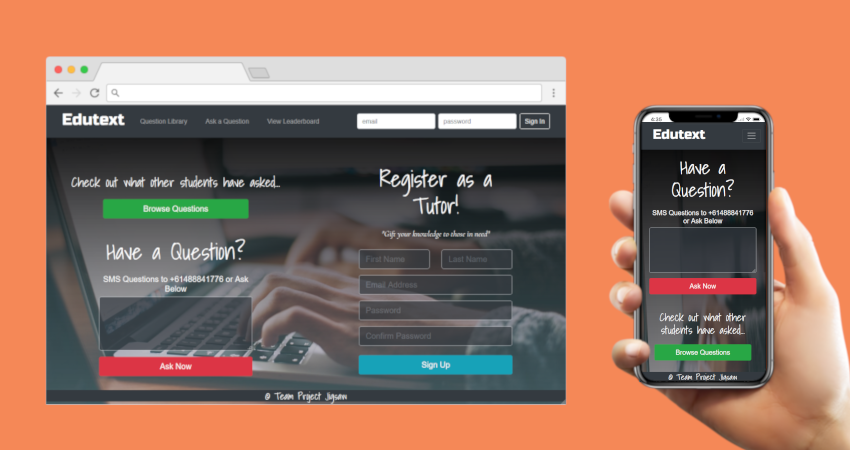 Edutext
Question Library
Ask a Question
View Leaderboard
email
password
Sign In
Check out what other students have asked...
Browse Questions
Have a Question?
SMS Questions to +61488841776 or Ask
Below
Ask Now
Register as a
Tutor!
"Gift your knowledge to those in need"
First Name
Last Name
Email Address
Password
Confirm Password
Sign Up
@ Team Project Jigsaw
4:35
Edutext
Have a
Question?
SMS Questions to +61488841776
or Ask Below
Ask Now
Check out what other
students have asked...
Browse Questions
@ Team Project Jigsaw